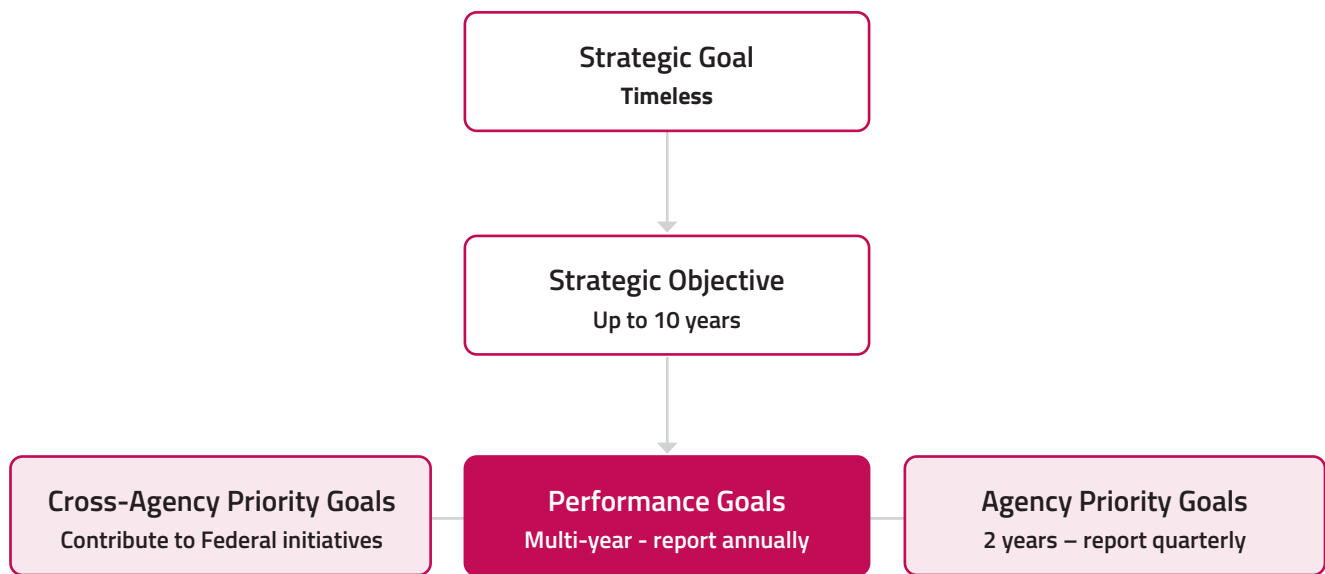 Strategic Goal
Timeless
Strategic Objective
Up to 10 years
Cross-Agency Priority Goals
Contribute to Federal initiatives
Performance Goals
Multi-year - report annually
Agency Priority Goals
2 years – report quarterly